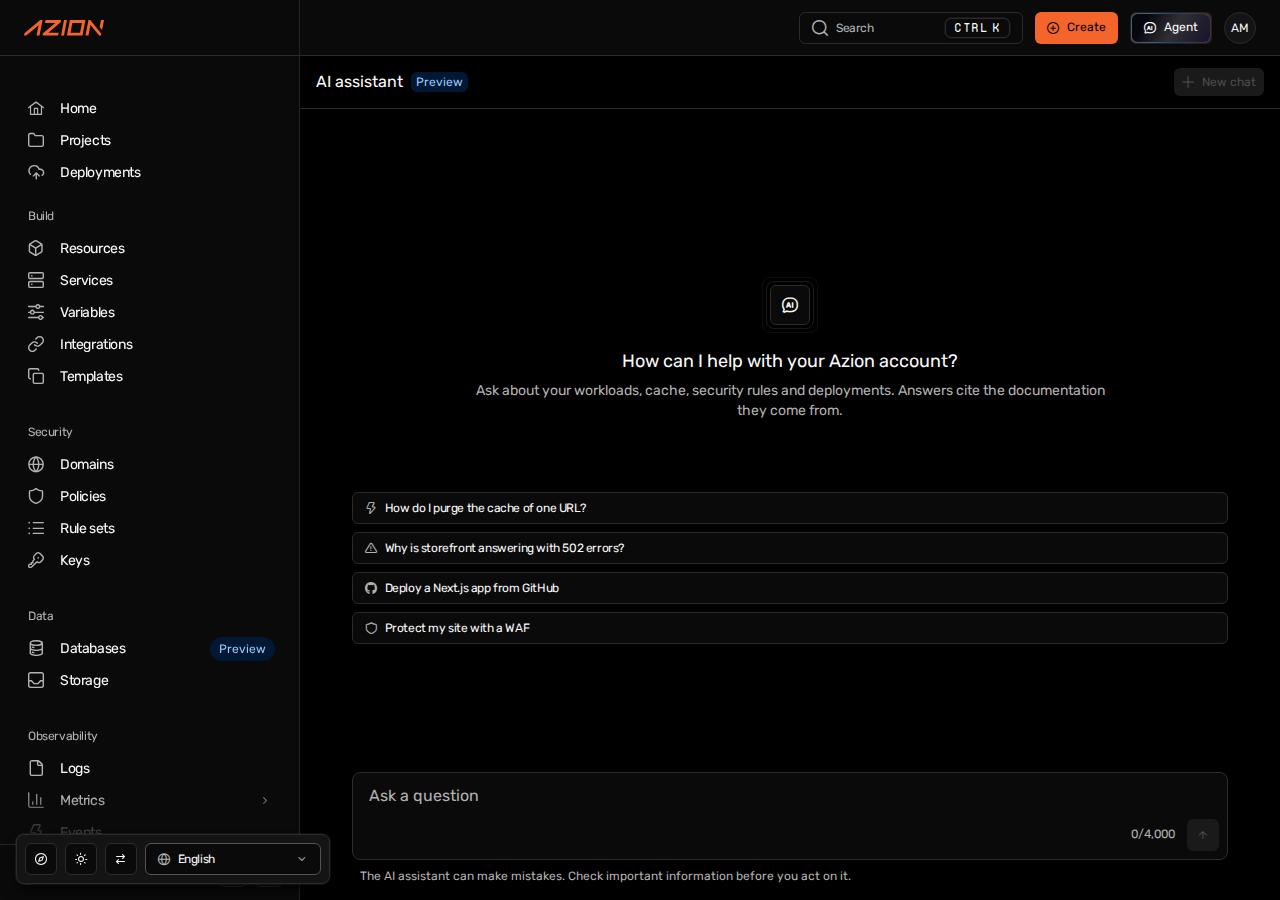 AZION
Search
CTRL K
Create
AI
Agent
AM
AI assistant
Preview
New chat
Home
Projects
Deployments
Build
Resources
Services
Variables
Integrations
Templates
Security
Domains
Policies
Rule sets
Keys
Data
Databases
Preview
Storage
Observability
Logs
Metrics
Events
English
AI
How can I help with your Azion account?
Ask about your workloads, cache, security rules and deployments. Answers cite the documentation
they come from.
How do I purge the cache of one URL?
Why is storefront answering with 502 errors?
Deploy a Next.js app from GitHub
Protect my site with a WAF
Ask a question
0/4,000
The AI assistant can make mistakes. Check important information before you act on it.